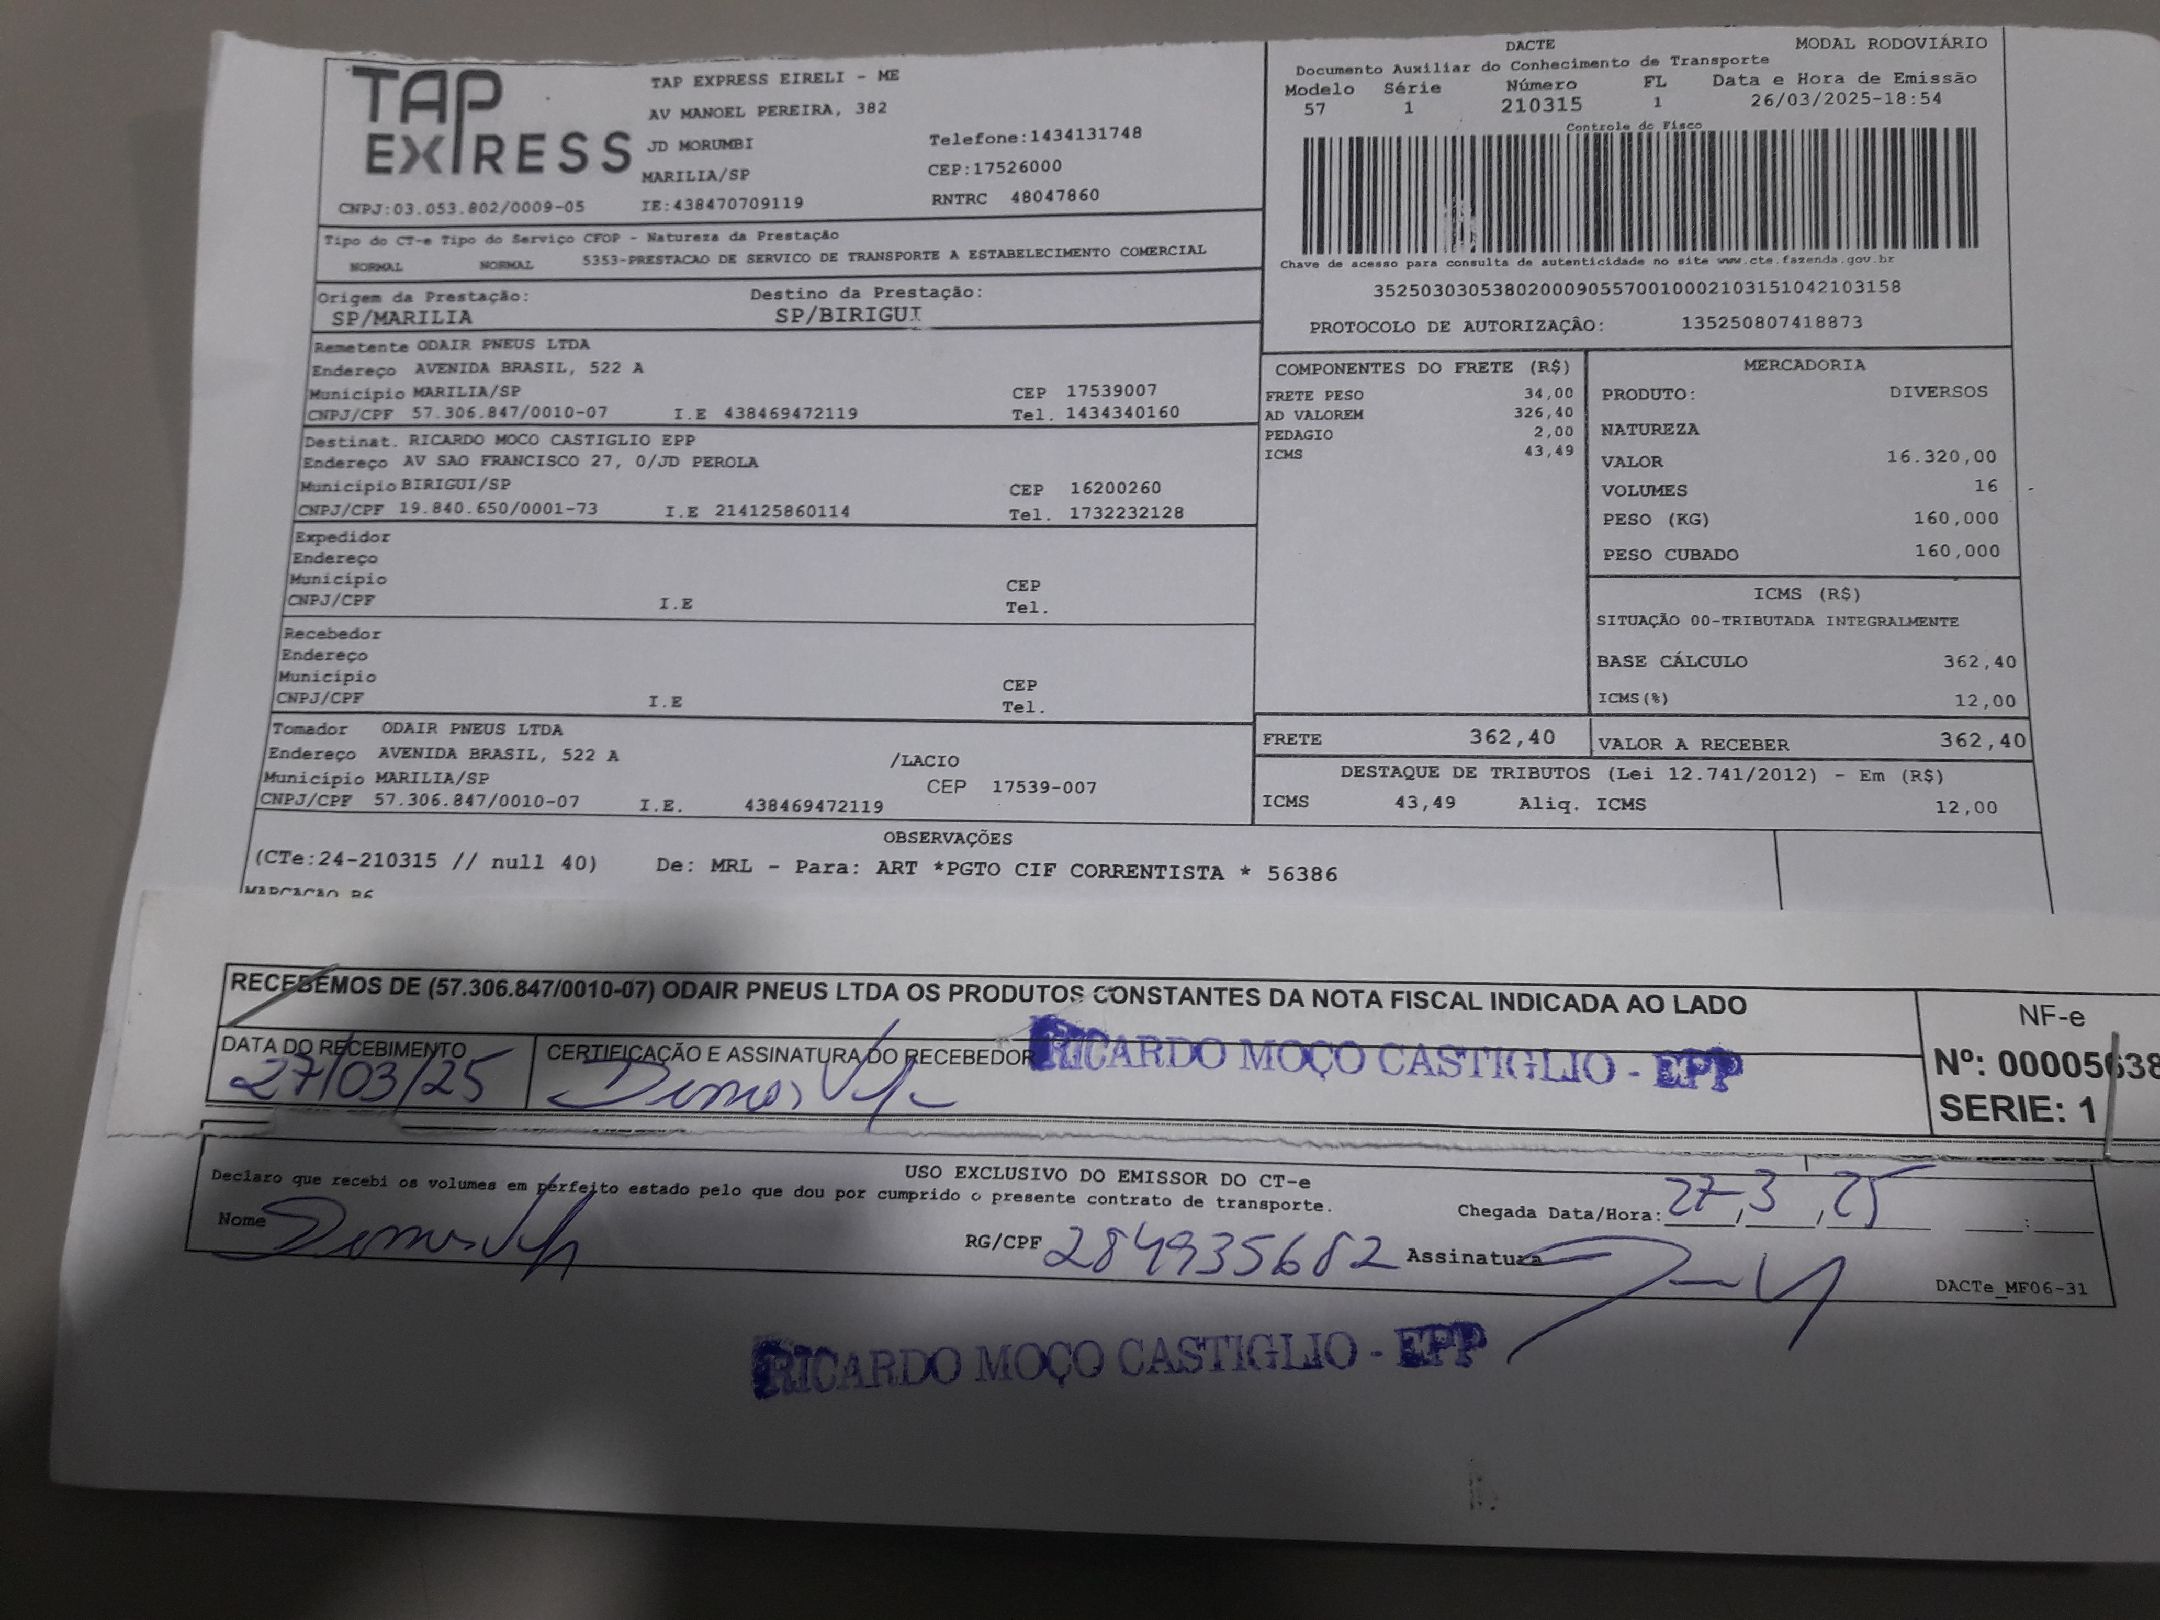 TAP EXPRESS
TAP EXPRESS EIRELI - ME
AV MANOEL PEREIRA, 382
JD MORUMBI Telefone:1434131748
MARILIA/SP CEP:17526000
CNPJ:03.053.802/0009-05 IE:438470709119 RNTRC 48047860
DACTE MODAL RODOVIÁRIO
Documento Auxiliar do Conhecimento de Transporte
Modelo Série Número FL Data e Hora de Emissão
57 1 210315 1 26/03/2025-18:54
Controle do Fisco
Chave de acesso para consulta de autenticidade no site www.cte.fazenda.gov.br
35250303053802000905570010002103151042103158
PROTOCOLO DE AUTORIZAÇÃO: 135250807418873
Tipo do CT-e Tipo do Serviço CFOP - Natureza da Prestação
NORMAL NORMAL 5353-PRESTACAO DE SERVICO DE TRANSPORTE A ESTABELECIMENTO COMERCIAL
Origem da Prestação: Destino da Prestação:
SP/MARILIA SP/BIRIGUI
Remetente ODAIR PNEUS LTDA
Endereço AVENIDA BRASIL, 522 A
Município MARILIA/SP CEP 17539007
CNPJ/CPF 57.306.847/0010-07 I.E 438469472119 Tel. 1434340160
Destinat. RICARDO MOCO CASTIGLIO EPP
Endereço AV SAO FRANCISCO 27, 0/JD PEROLA
Município BIRIGUI/SP CEP 16200260
CNPJ/CPF 19.840.650/0001-73 I.E 214125860114 Tel. 1732232128
Expedidor
Endereço
Município CEP
CNPJ/CPF I.E Tel.
Recebedor
Endereço
Município CEP
CNPJ/CPF I.E Tel.
Tomador ODAIR PNEUS LTDA
Endereço AVENIDA BRASIL, 522 A /LACIO
Município MARILIA/SP CEP 17539-007
CNPJ/CPF 57.306.847/0010-07 I.E. 438469472119
COMPONENTES DO FRETE (R$)
FRETE PESO 34,00
AD VALOREM 326,40
PEDAGIO 2,00
ICMS 43,49
MERCADORIA
PRODUTO: DIVERSOS
NATUREZA
VALOR 16.320,00
VOLUMES 16
PESO (KG) 160,000
PESO CUBADO 160,000
ICMS (R$)
SITUAÇÃO 00-TRIBUTADA INTEGRALMENTE
BASE CÁLCULO 362,40
ICMS(%) 12,00
FRETE 362,40 VALOR A RECEBER 362,40
DESTAQUE DE TRIBUTOS (Lei 12.741/2012) - Em (R$)
ICMS 43,49 Aliq. ICMS 12,00
OBSERVAÇÕES
(CTe:24-210315 // null 40) De: MRL - Para: ART *PGTO CIF CORRENTISTA * 56386
RECEBEMOS DE (57.306.847/0010-07) ODAIR PNEUS LTDA OS PRODUTOS CONSTANTES DA NOTA FISCAL INDICADA AO LADO
NF-e
Nº: 00005638
SERIE: 1
DATA DO RECEBIMENTO CERTIFICAÇÃO E ASSINATURA DO RECEBEDOR
27/03/25
RICARDO MOÇO CASTIGLIO - EPP
USO EXCLUSIVO DO EMISSOR DO CT-e
Declaro que recebi os volumes em perfeito estado pelo que dou por cumprido o presente contrato de transporte.
Chegada Data/Hora: 27,3,25 :
Nome RG/CPF 284935682 Assinatura
DACTe_MF06-31
RICARDO MOÇO CASTIGLIO - EPP